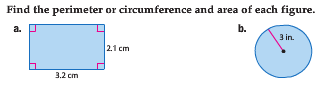 Find the perimeter or circumference and area of each figure.
a. b.
3 in.
2.1 cm
3.2 cm